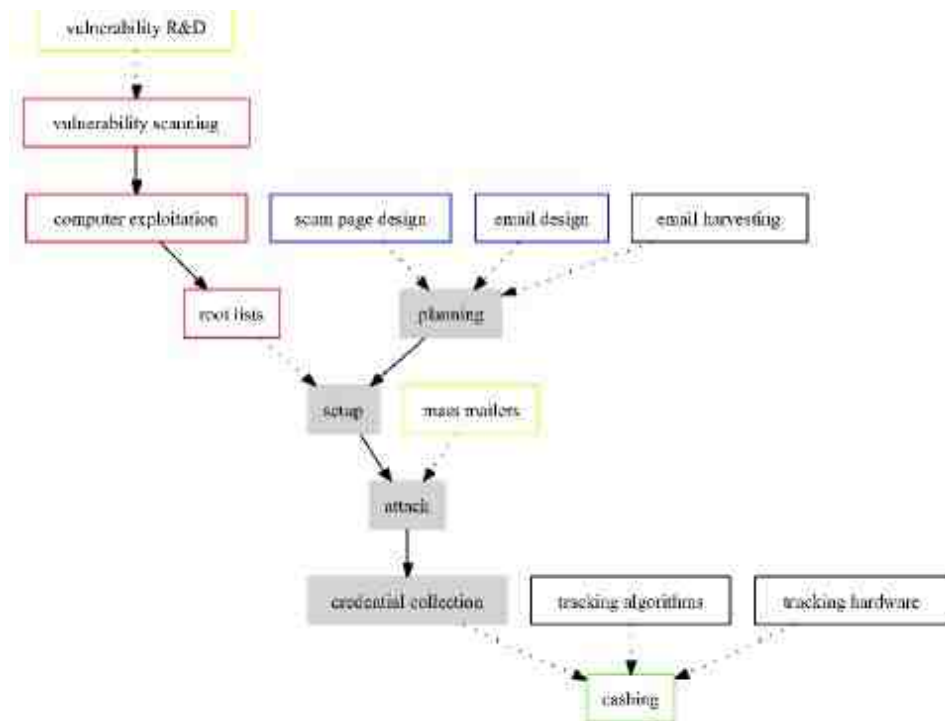 vulnerability R&D
vulnerability scanning
computer exploitation
scam page design
email design
email harvesting
root lists
planning
setup
mass mailers
attack
credential collection
tracking algorithms
tracking hardware
cashing